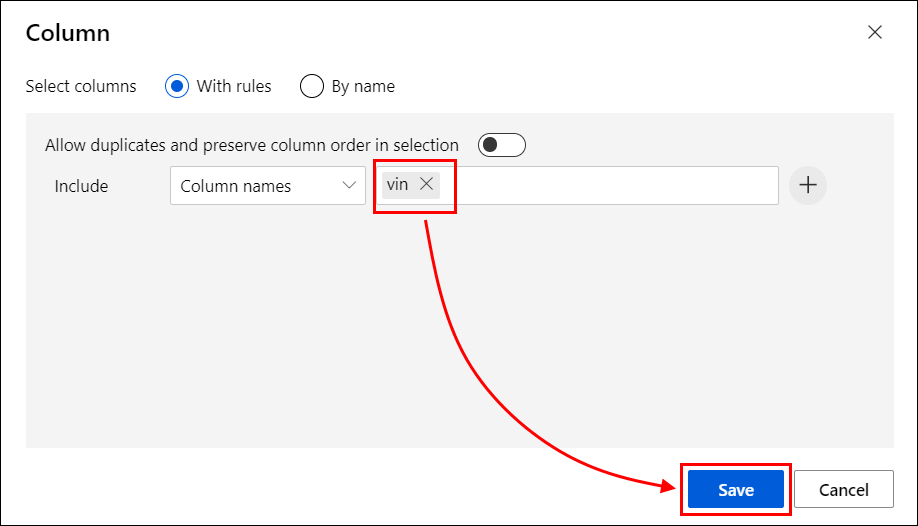 Column
Select columns With rules By name
Allow duplicates and preserve column order in selection
Include Column names vin
Save Cancel